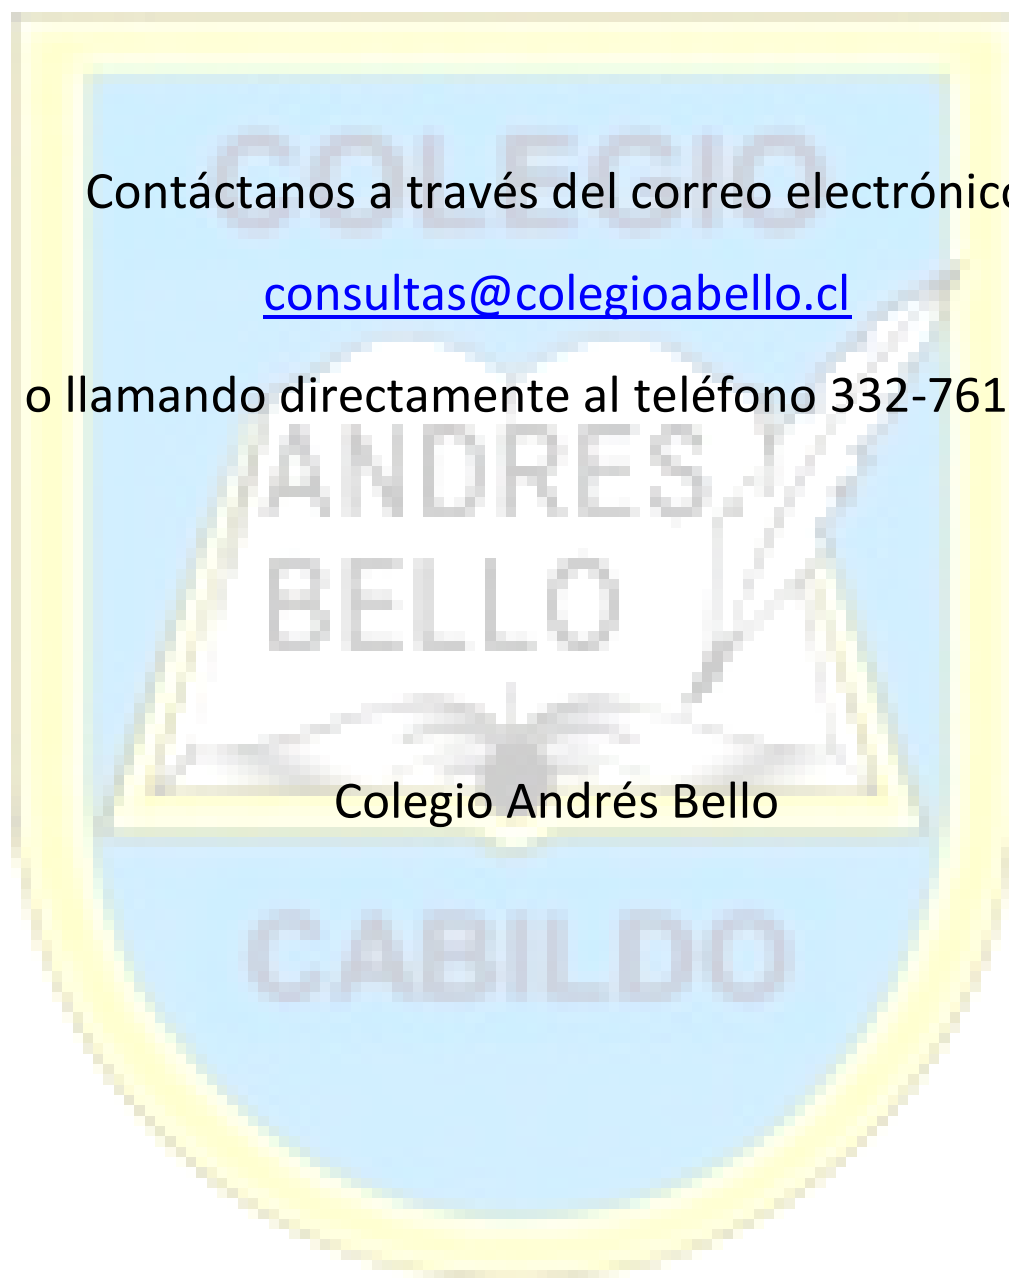 COLEGIO
Contáctanos a través del correo electrónico
consultas@colegioabello.cl
o llamando directamente al teléfono 332-761
ANDRES
BELLO
Colegio Andrés Bello
CABILDO